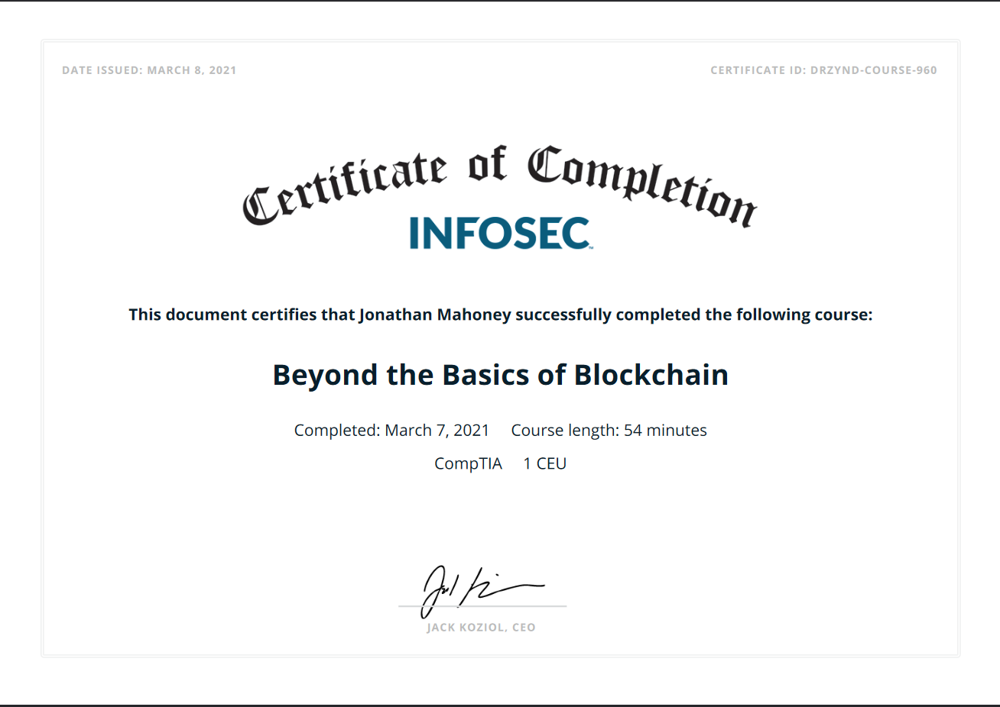 DATE ISSUED: MARCH 8, 2021
CERTIFICATE ID: DRZYND-COURSE-960
Certificate of Completion
INFOSEC™
This document certifies that Jonathan Mahoney successfully completed the following course:
Beyond the Basics of Blockchain
Completed: March 7, 2021 Course length: 54 minutes
CompTIA 1 CEU
JACK KOZIOL, CEO